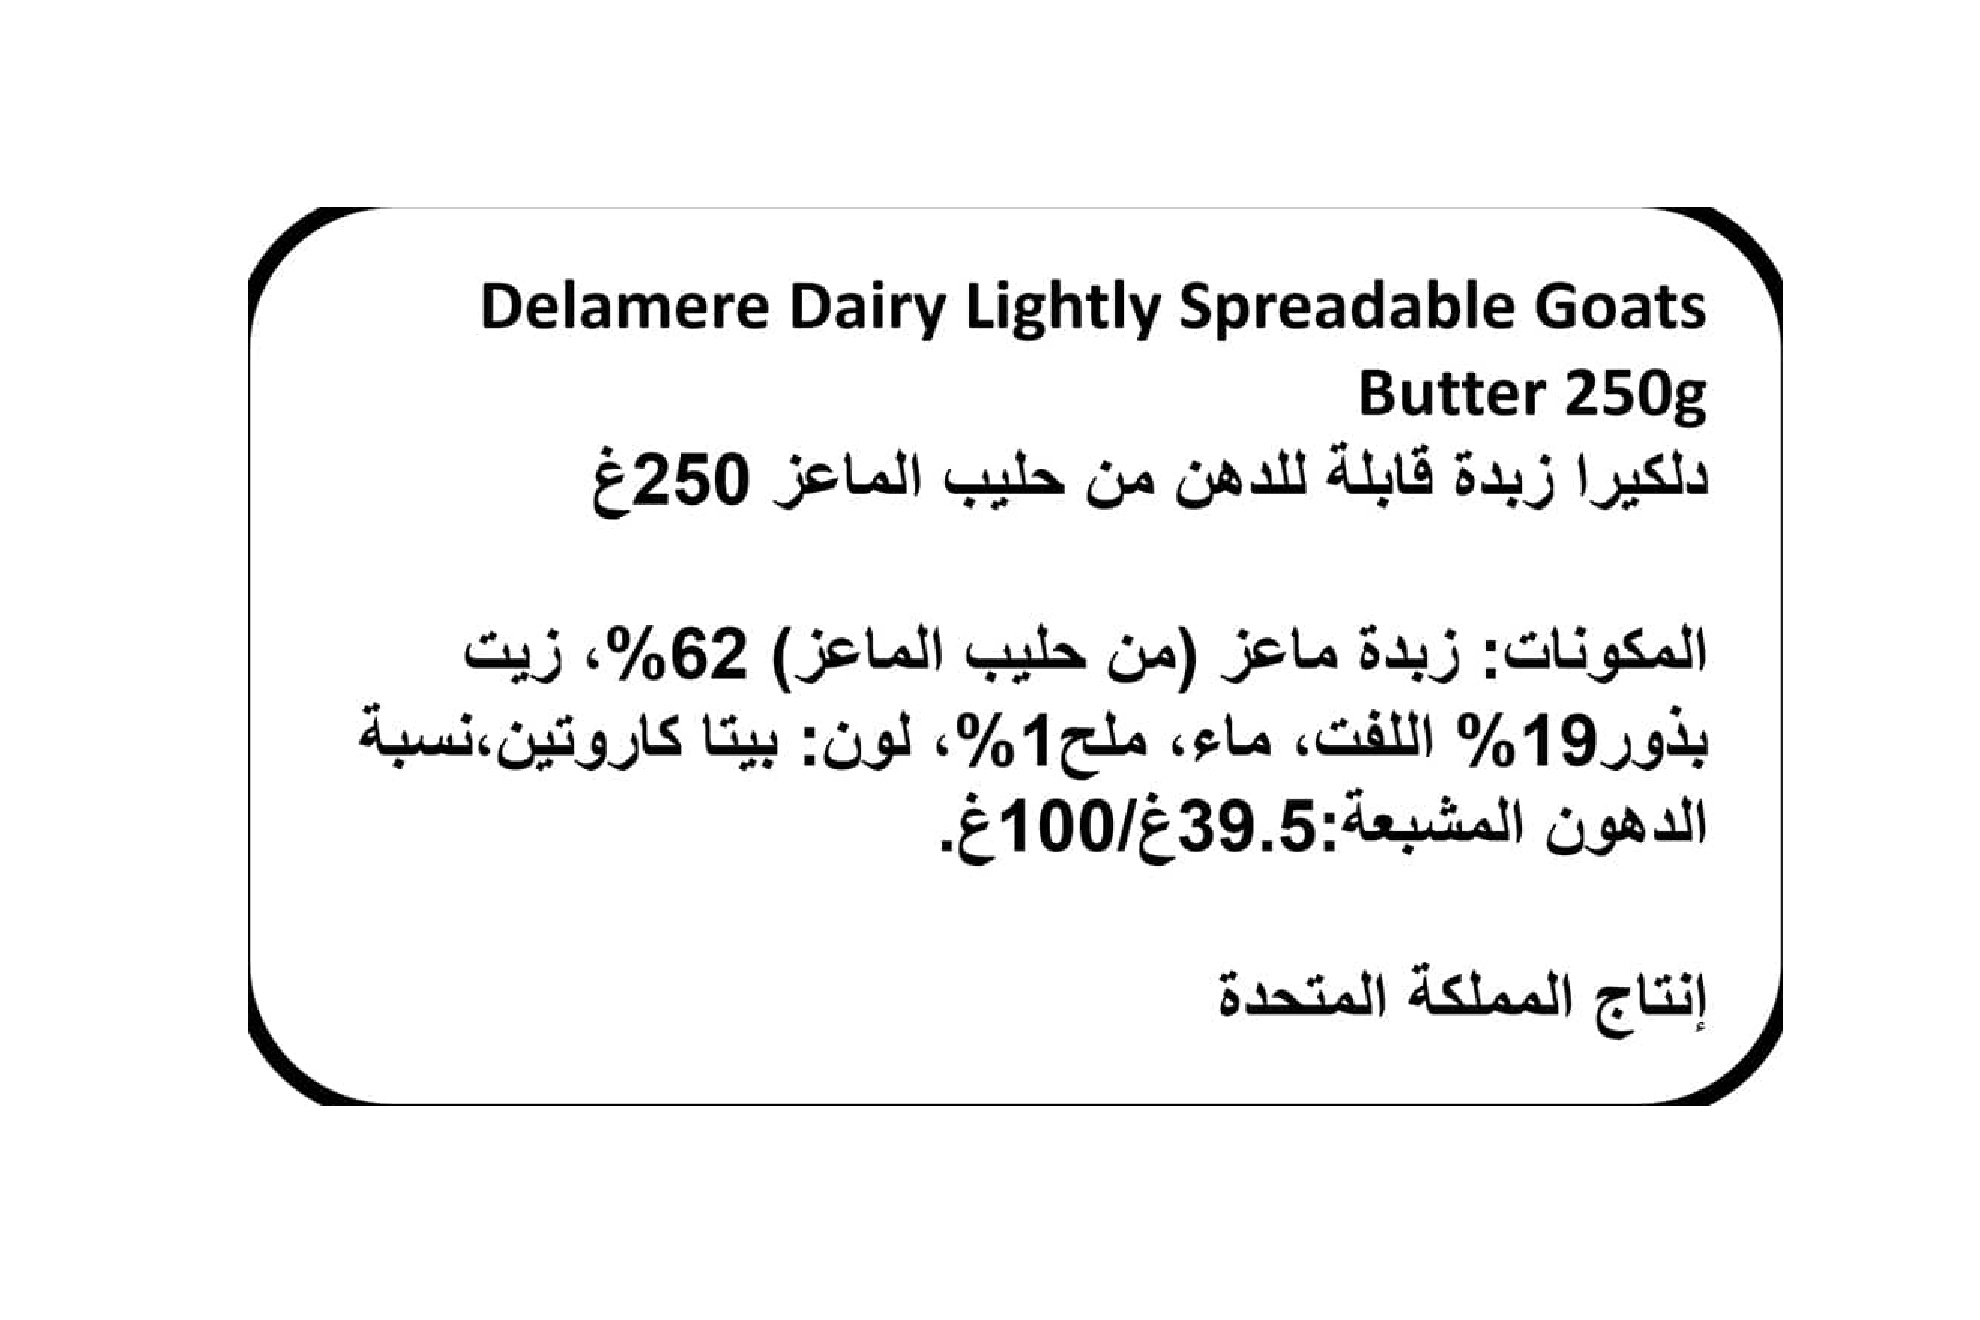 Delamere Dairy Lightly Spreadable Goats
Butter 250g
دلكيرا زبدة قابلة للدهن من حليب الماعز 250غ
المكونات: زبدة ماعز (من حليب الماعز) 62%، زيت
بذور19% اللفت، ماء، ملح1%، لون: بيتا كاروتين،نسبة
الدهون المشبعة:39.5غ/100غ.
إنتاج المملكة المتحدة